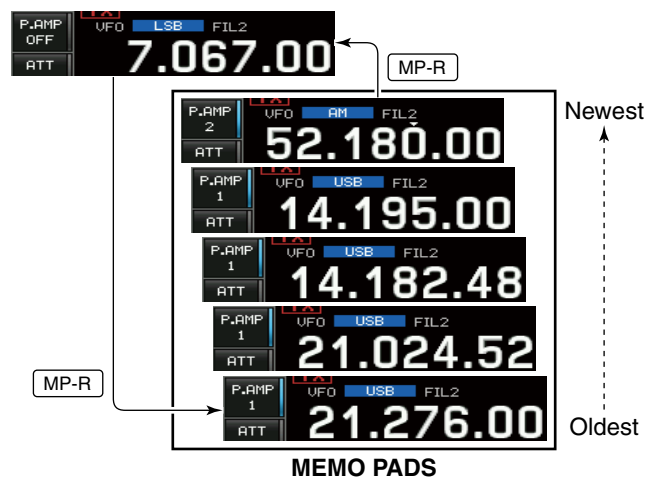 P.AMP OFF ATT TX VFO LSB FIL2
7.067.00
MP-R
P.AMP 2 ATT TX VFO AM FIL2
52.180.00
Newest
P.AMP 1 ATT TX VFO USB FIL2
14.195.00
P.AMP 1 ATT TX VFO USB FIL2
14.182.48
P.AMP 1 ATT TX VFO USB FIL2
21.024.52
MP-R
P.AMP 1 ATT TX VFO USB FIL2
21.276.00
Oldest
MEMO PADS